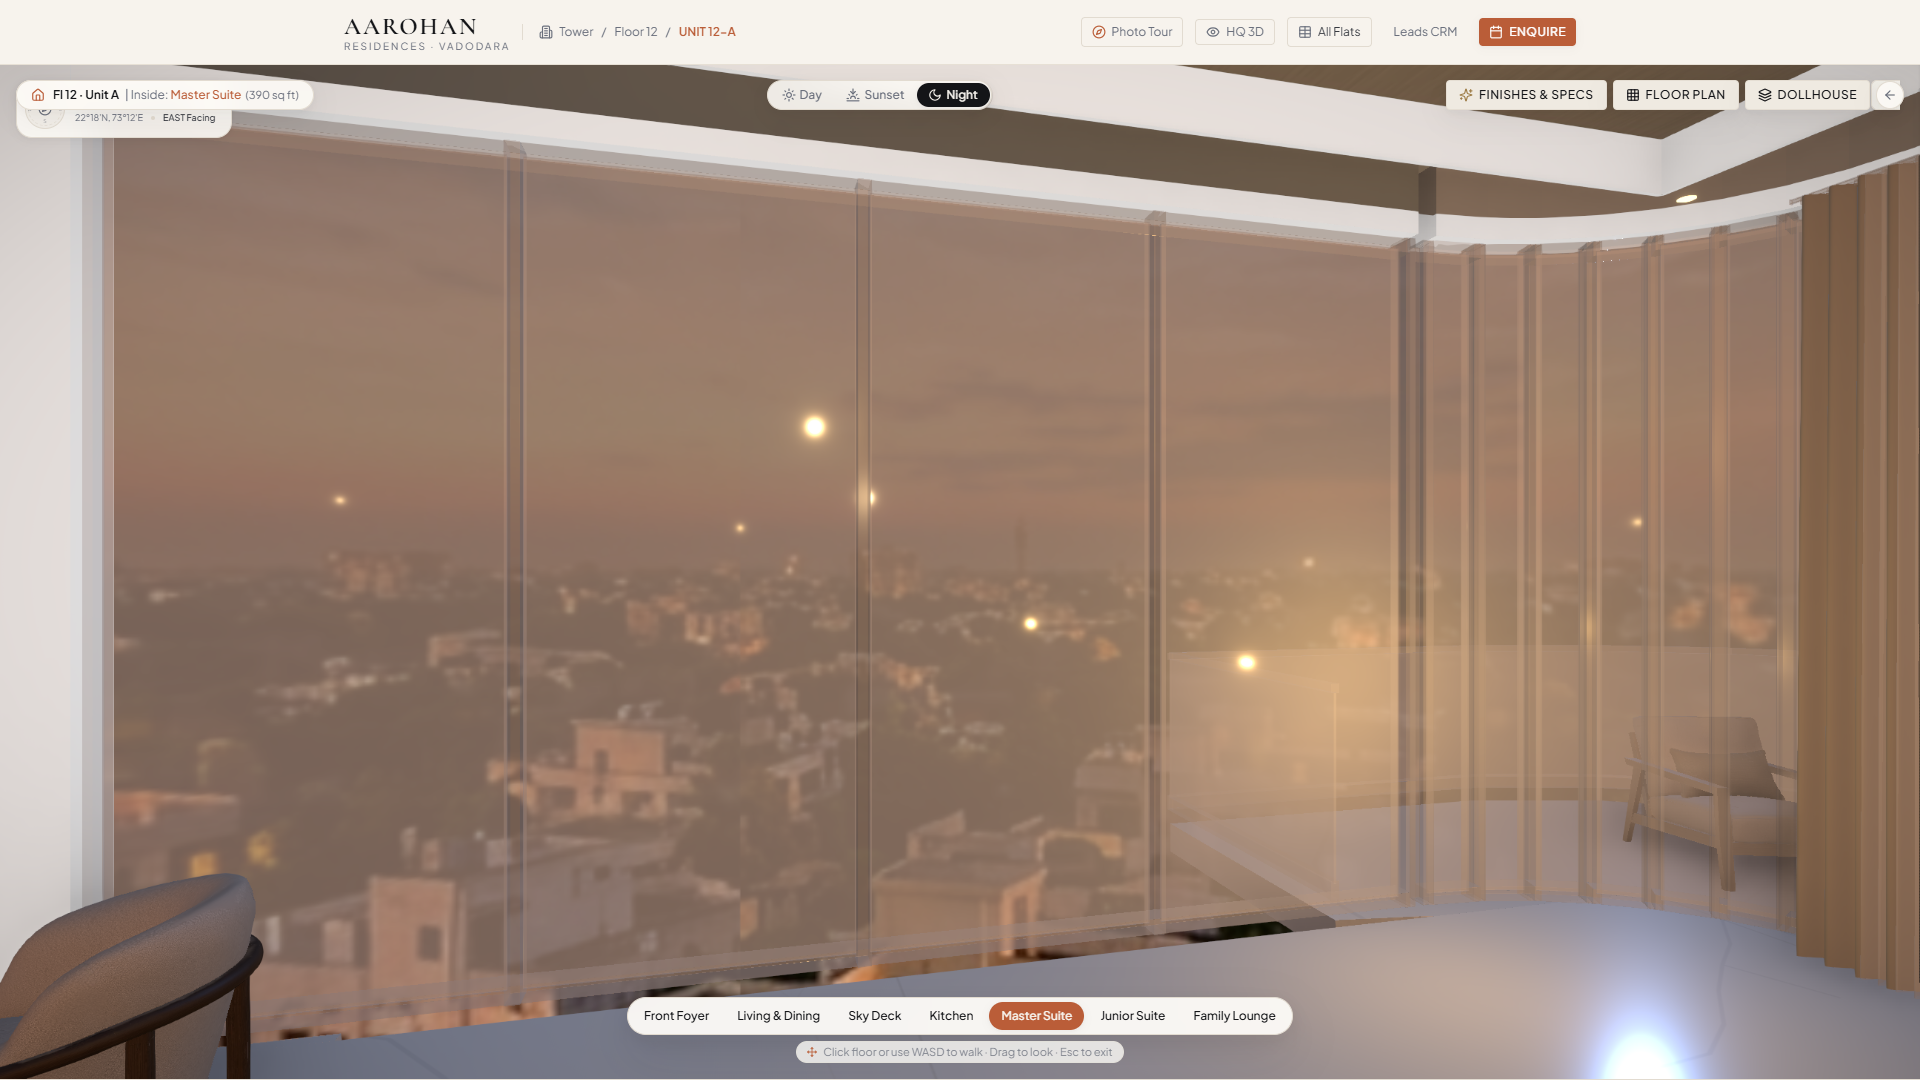 AAROHAN
RESIDENCES · VADODARA
Tower / Floor 12 / UNIT 12-A
Photo Tour
HQ 3D
All Flats
Leads CRM
ENQUIRE
Fl 12 · Unit A | Inside: Master Suite (390 sq ft)
22°18'N, 73°12'E • EAST Facing
Day
Sunset
Night
FINISHES & SPECS
FLOOR PLAN
DOLLHOUSE
Front Foyer
Living & Dining
Sky Deck
Kitchen
Master Suite
Junior Suite
Family Lounge
Click floor or use WASD to walk · Drag to look · Esc to exit